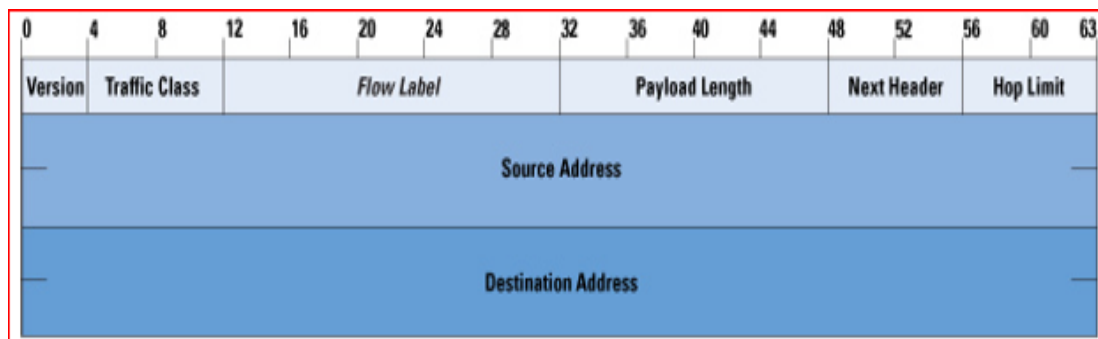 0 4 8 12 16 20 24 28 32 36 40 44 48 52 56 60 63
Version Traffic Class Flow Label Payload Length Next Header Hop Limit
Source Address
Destination Address